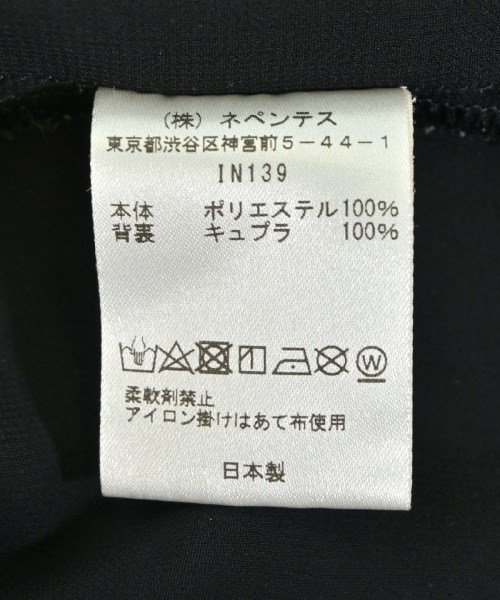 (株) ネペンテス
東京都渋谷区神宮前5-44-1
IN139
本体 ポリエステル100%
背裏 キュプラ 100%
W
柔軟剤禁止
アイロン掛けはあて布使用
日本製